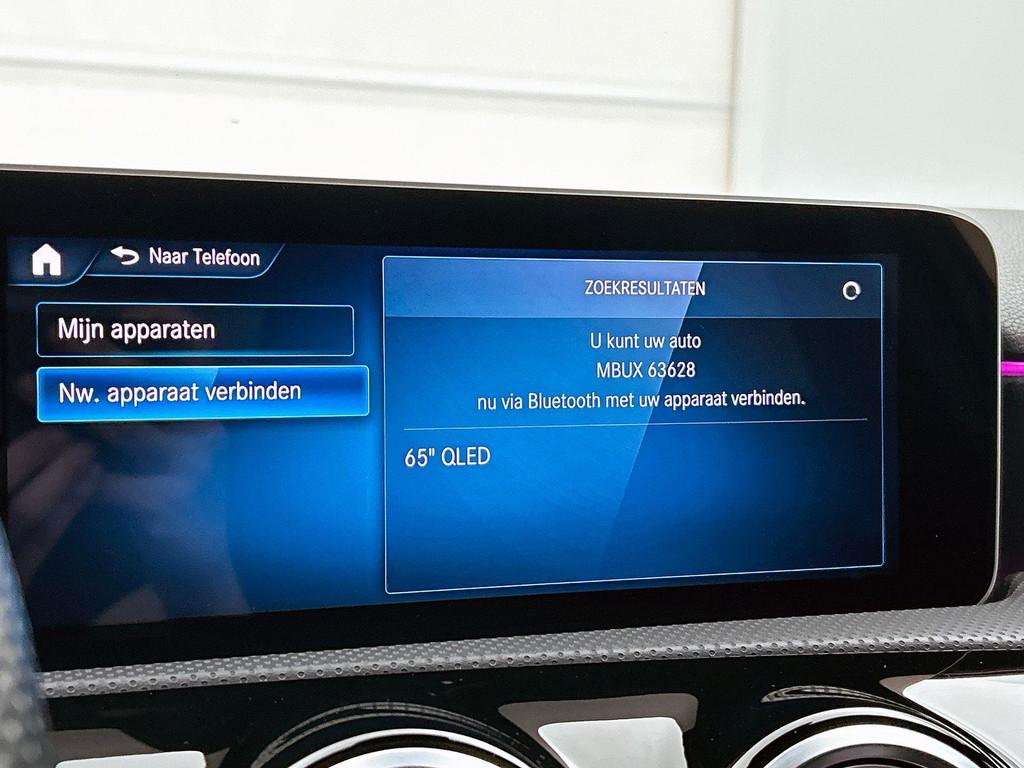 Naar Telefoon
Mijn apparaten
Nw. apparaat verbinden
ZOEKRESULTATEN
U kunt uw auto
MBUX 63628
nu via Bluetooth met uw apparaat verbinden.
65" QLED